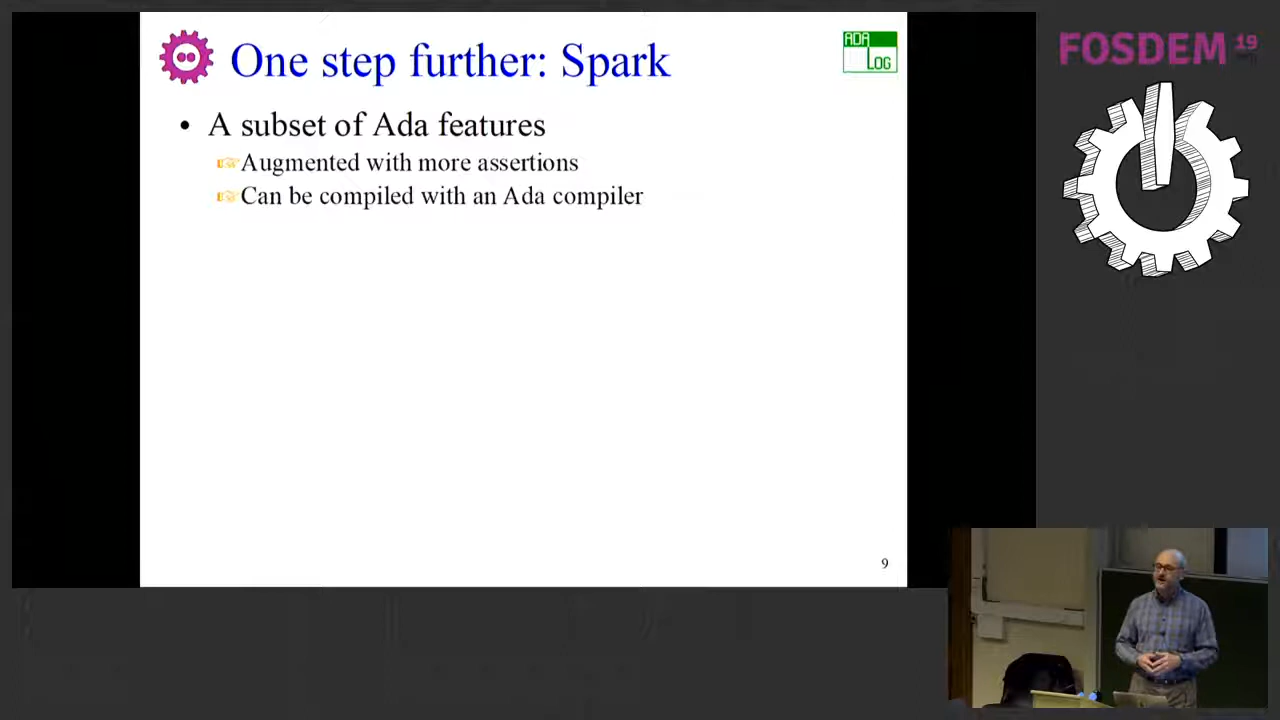 One step further: Spark
ADA
LOG
• A subset of Ada features
Augmented with more assertions
Can be compiled with an Ada compiler
9
FOSDEM 19